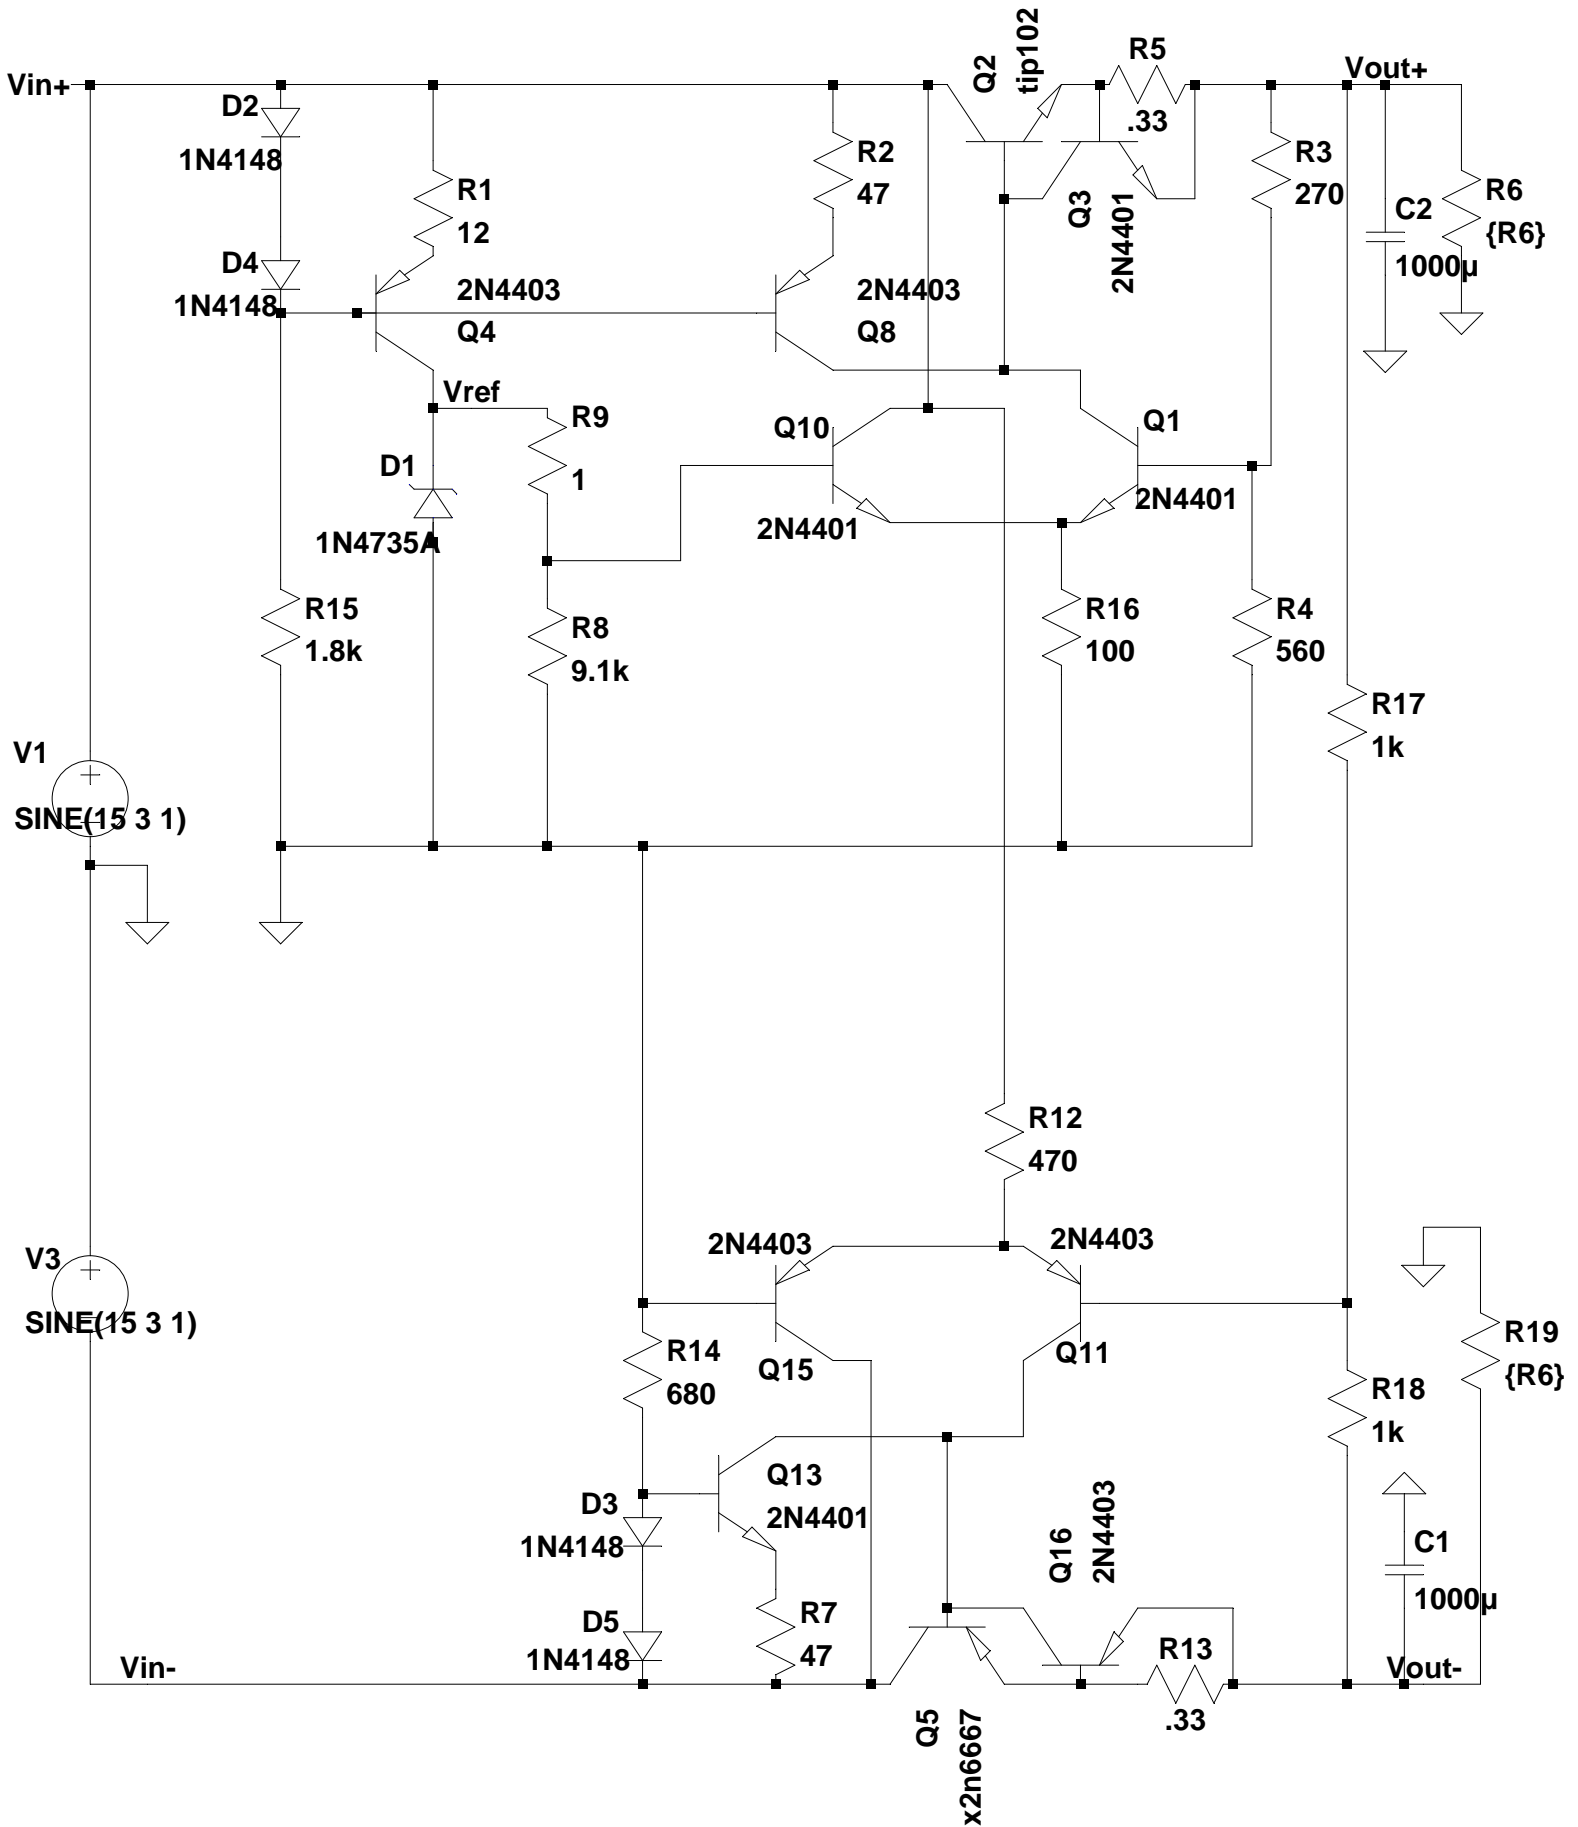 Vin+
D2
1N4148
D4
1N4148
R1
12
2N4403
Q4
R2
47
2N4403
Q8
Q2
tip102
R5
.33
Q3
2N4401
Vout+
R3
270
C2
1000µ
R6
{R6}
Vref
R9
1
D1
1N4735A
Q10
2N4401
Q1
2N4401
R15
1.8k
R8
9.1k
R16
100
R4
560
R17
1k
V1
SINE(15 3 1)
R12
470
V3
SINE(15 3 1)
2N4403
Q15
2N4403
Q11
R14
680
R18
1k
R19
{R6}
Q13
2N4401
D3
1N4148
D5
1N4148
R7
47
Q16
2N4403
C1
1000µ
R13
.33
Vin-
Vout-
Q5
x2n6667